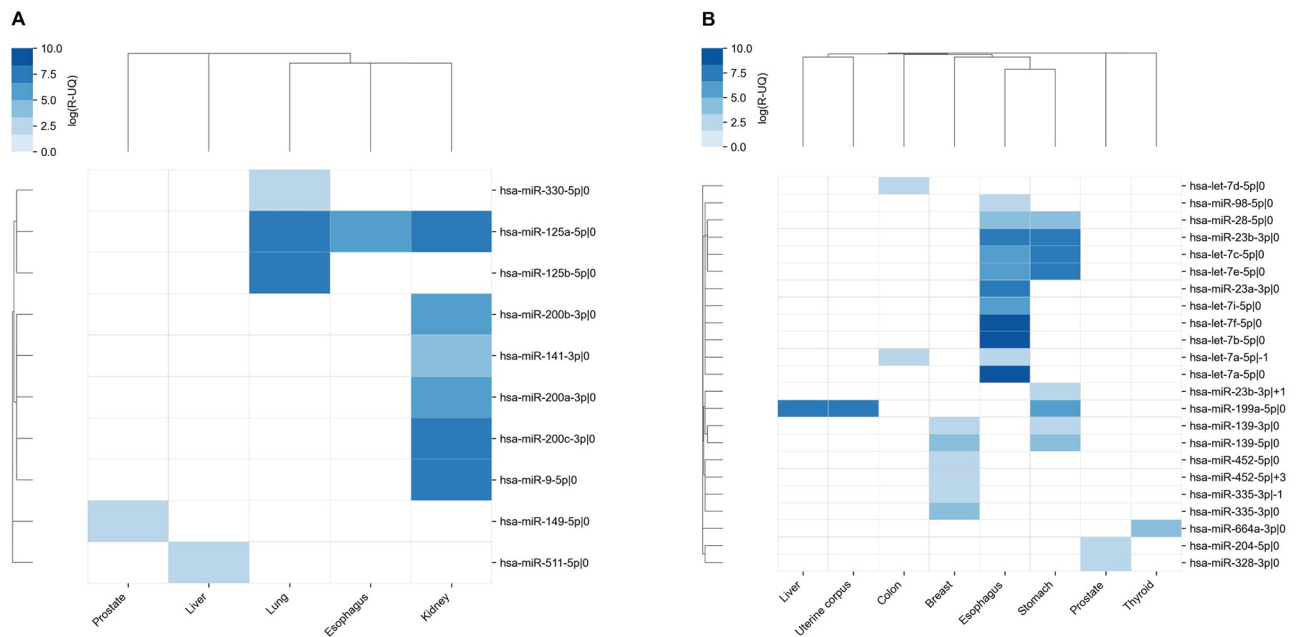 A
10.0
7.5
5.0
2.5
0.0
log(R-UQ)
hsa-miR-330-5p|0
hsa-miR-125a-5p|0
hsa-miR-125b-5p|0
hsa-miR-200b-3p|0
hsa-miR-141-3p|0
hsa-miR-200a-3p|0
hsa-miR-200c-3p|0
hsa-miR-9-5p|0
hsa-miR-149-5p|0
hsa-miR-511-5p|0
Prostate
Liver
Lung
Esophagus
Kidney
B
10.0
7.5
5.0
2.5
0.0
log(R-UQ)
hsa-let-7d-5p|0
hsa-miR-98-5p|0
hsa-miR-28-5p|0
hsa-miR-23b-3p|0
hsa-let-7c-5p|0
hsa-let-7e-5p|0
hsa-miR-23a-3p|0
hsa-let-7i-5p|0
hsa-let-7f-5p|0
hsa-let-7b-5p|0
hsa-let-7a-5p|-1
hsa-let-7a-5p|0
hsa-miR-23b-3p|+1
hsa-miR-199a-5p|0
hsa-miR-139-3p|0
hsa-miR-139-5p|0
hsa-miR-452-5p|0
hsa-miR-452-5p|+3
hsa-miR-335-3p|-1
hsa-miR-335-3p|0
hsa-miR-664a-3p|0
hsa-miR-204-5p|0
hsa-miR-328-3p|0
Liver
Uterine corpus
Colon
Breast
Esophagus
Stomach
Prostate
Thyroid